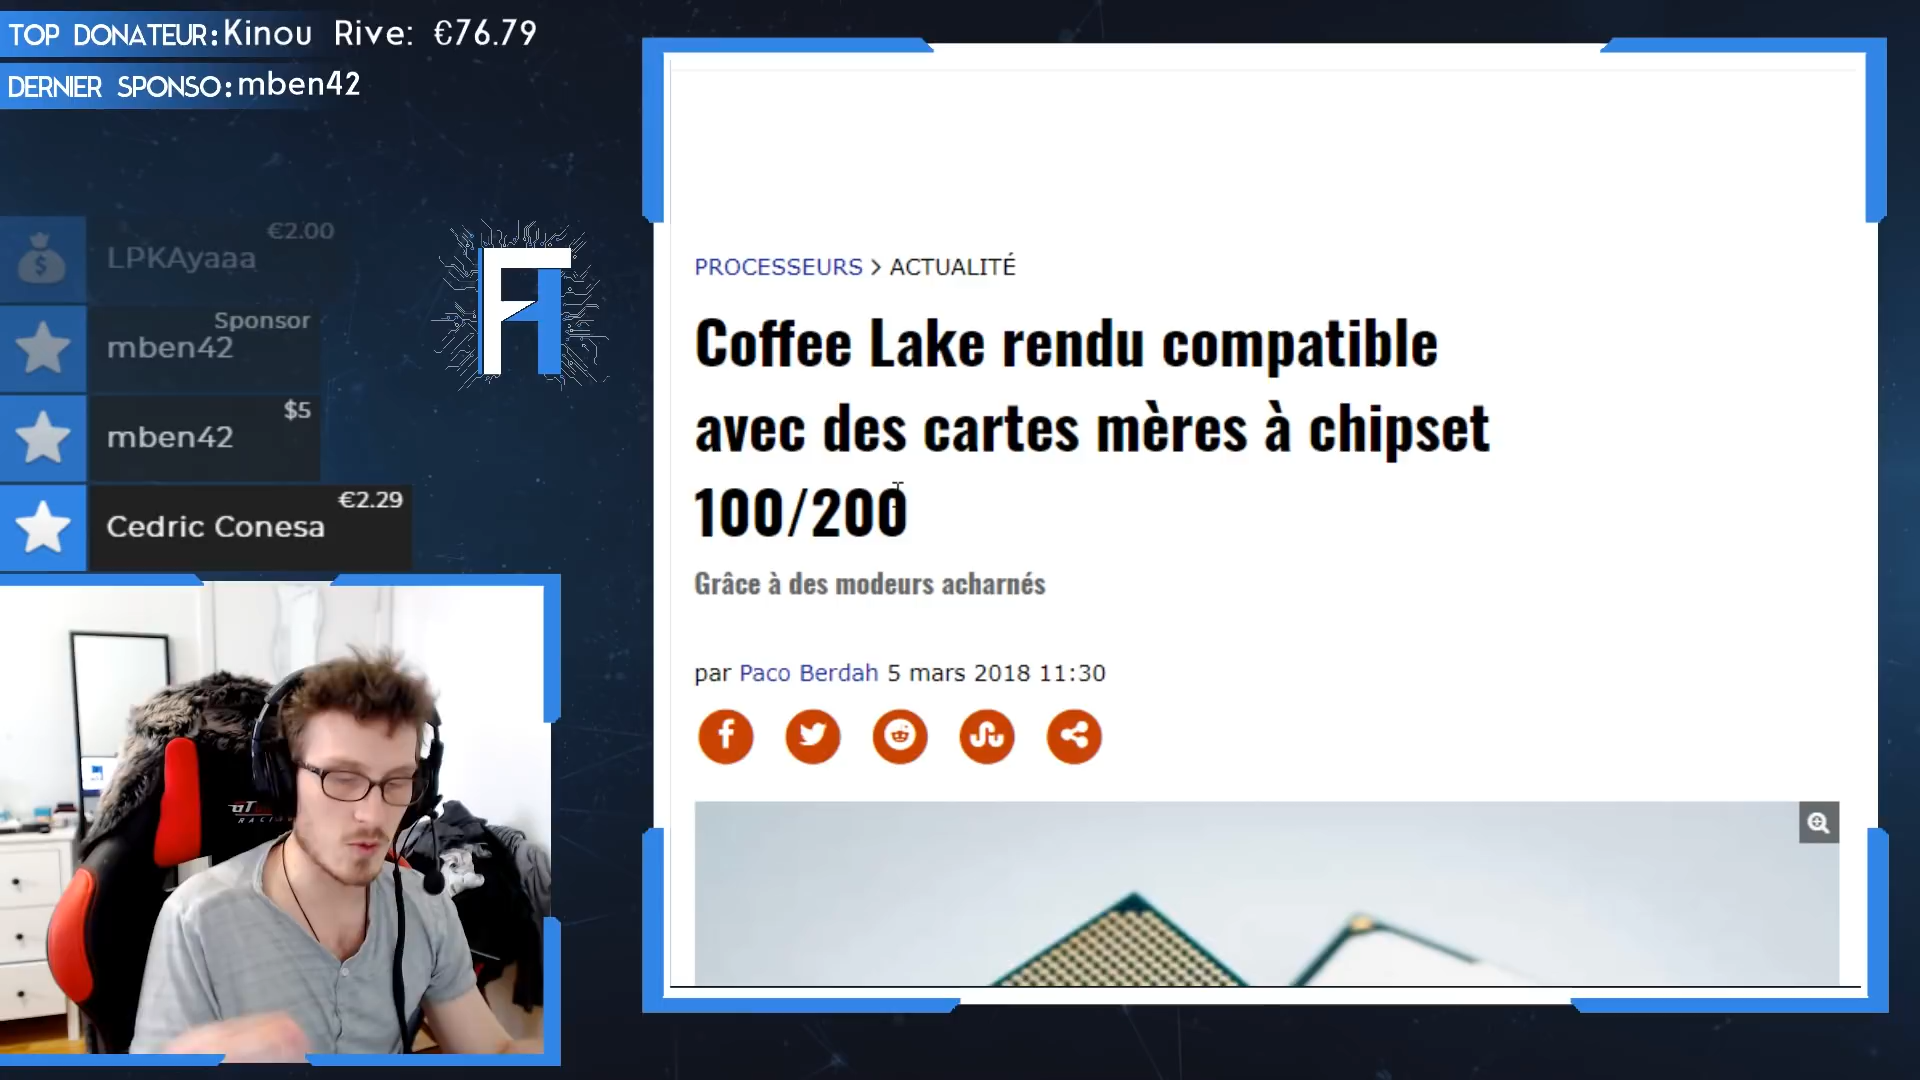 TOP DONATEUR: Kinou Rive: €76.79
DERNIER SPONSO: mben42
€2.00
LPKAyaaa
Sponsor
mben42
$5
mben42
€2.29
Cedric Conesa
PROCESSEURS > ACTUALITÉ
Coffee Lake rendu compatible
avec des cartes mères à chipset
100/200
Grâce à des modeurs acharnés
par Paco Berdah 5 mars 2018 11:30
GT
RACING